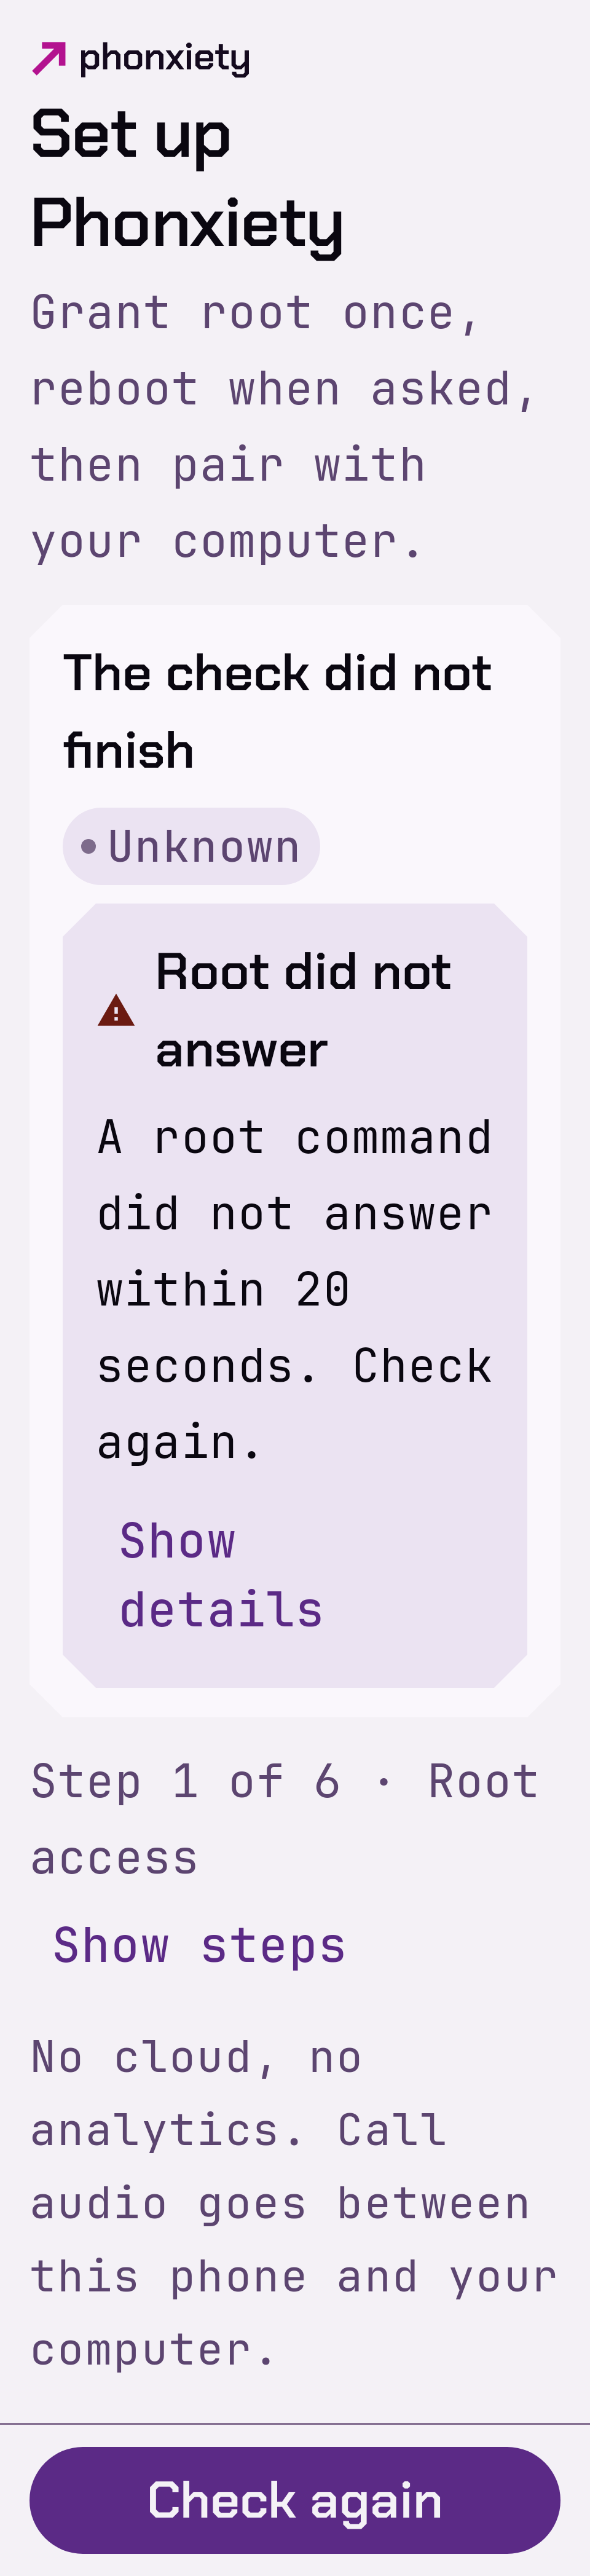 phonxiety
Set up
Phonxiety
Grant root once,
reboot when asked,
then pair with
your computer.
The check did not
finish
Unknown
Root did not
answer
A root command
did not answer
within 20
seconds. Check
again.
Show
details
Step 1 of 6 · Root
access
Show steps
No cloud, no
analytics. Call
audio goes between
this phone and your
computer.
Check again